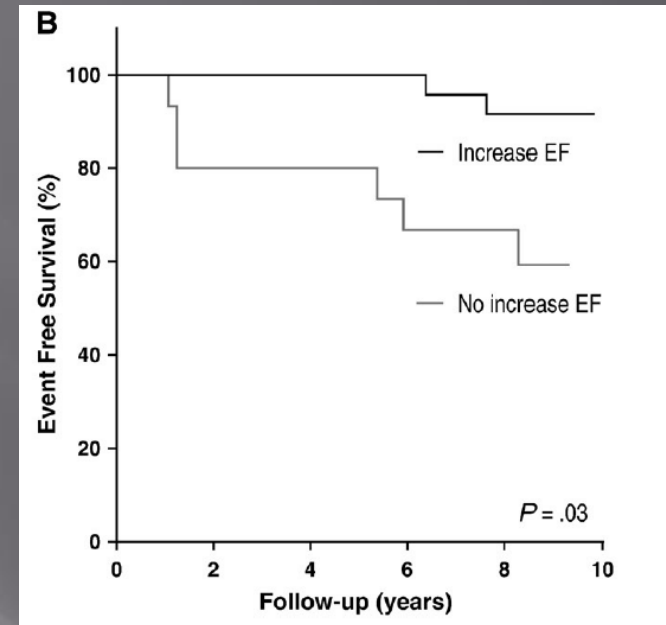 B
Event Free Survival (%)
100
80
60
40
20
0
Increase EF
No increase EF
P = .03
0 2 4 6 8 10
Follow-up (years)